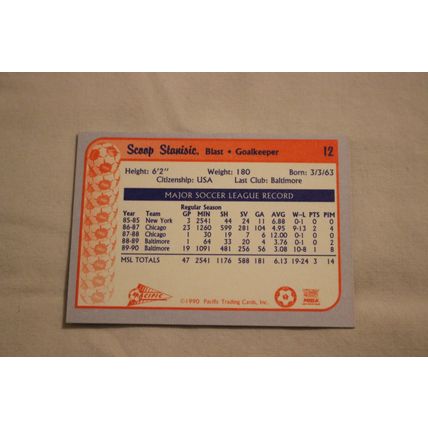 Scoop Stanisic, Blast • Goalkeeper 12
Height: 6'2" Weight: 180 Born: 3/3/63
Citizenship: USA Last Club: Baltimore
MAJOR SOCCER LEAGUE RECORD
Regular Season
Year Team GP MIN SH SV GA AVG W-L PTS PIM
85-85 New York 3 2541 44 24 11 6.88 0-1 0 0
86-87 Chicago 23 1260 599 281 104 4.95 9-13 2 4
87-88 Chicago 1 30 19 7 6 12.00 0-1 0 0
88-89 Baltimore 1 64 33 20 4 3.76 0-1 0 2
89-90 Baltimore 19 1091 481 256 56 3.08 10-8 1 8
MSL TOTALS 47 2541 1176 588 181 6.13 19-24 3 14
PACIFIC
©1990 Pacific Trading Cards, Inc.